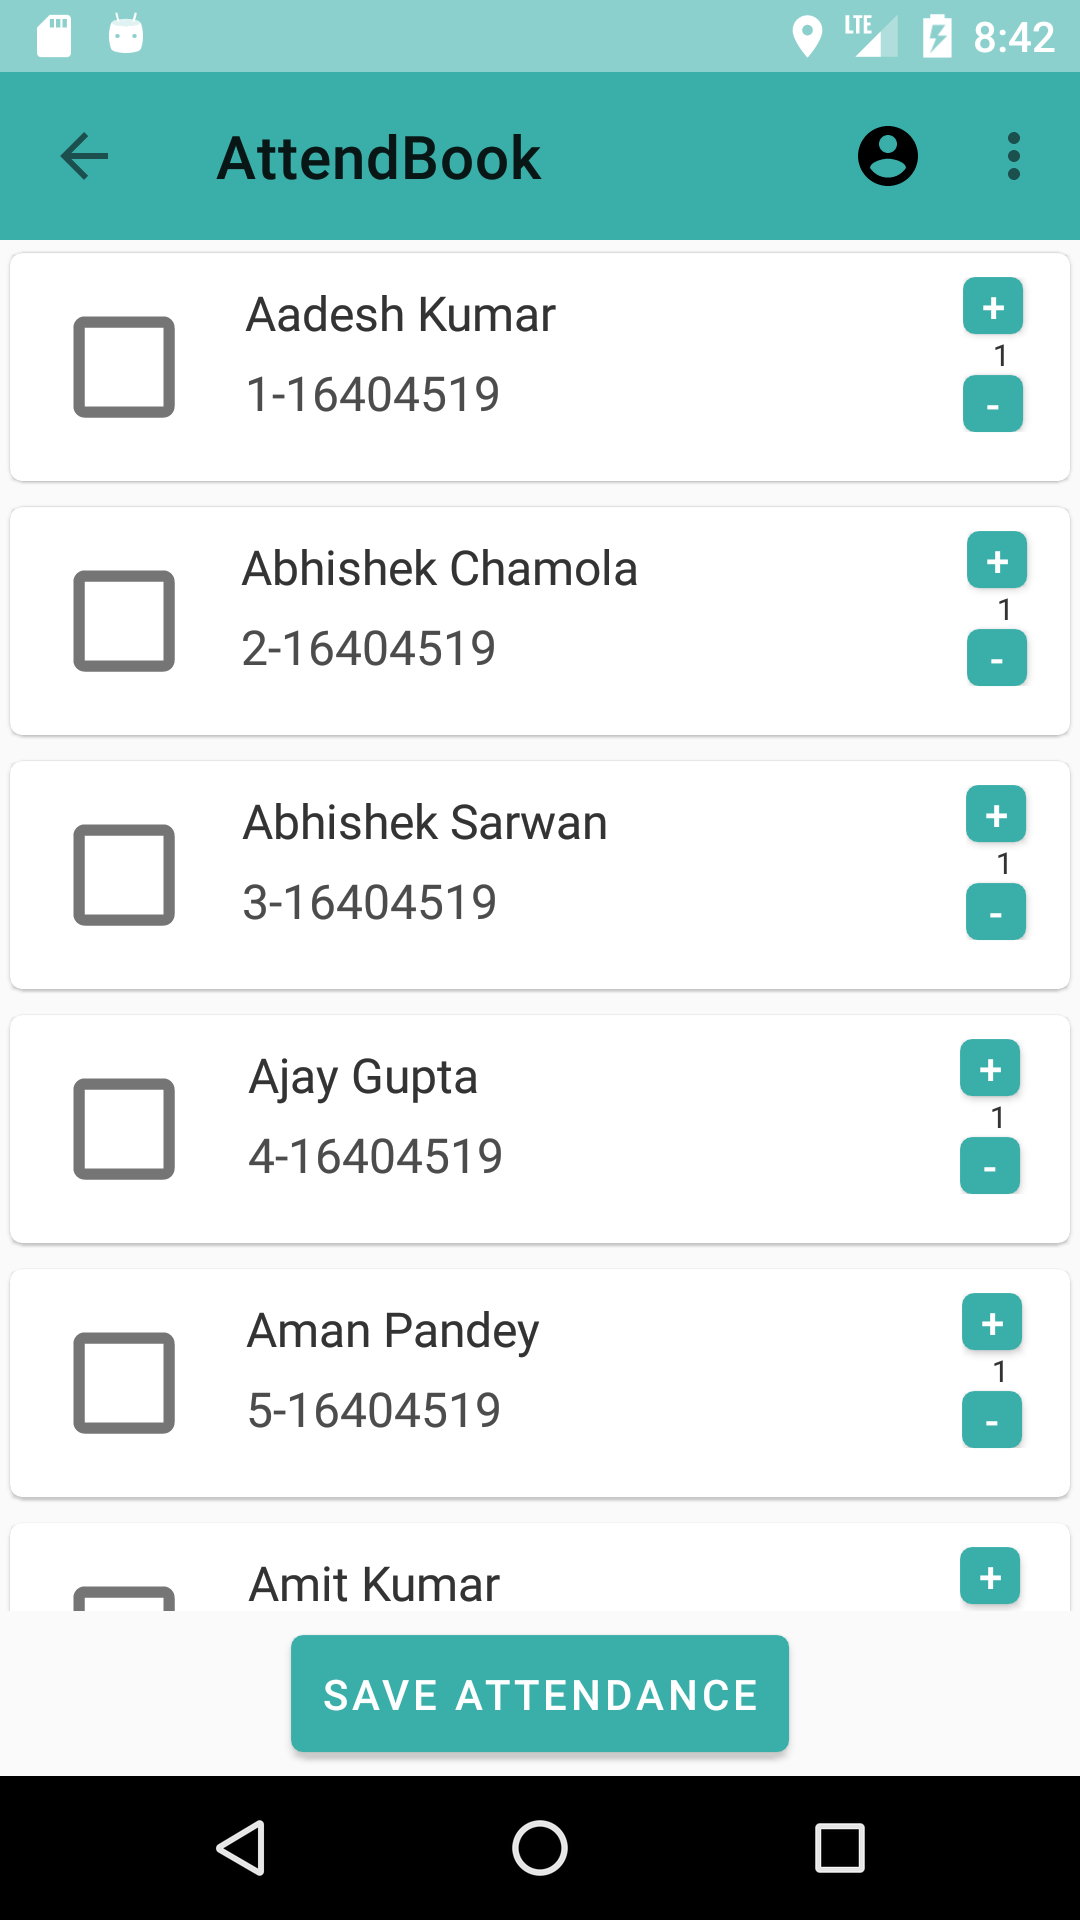 LTE 8:42
AttendBook
Aadesh Kumar
+
1-16404519
1
-
Abhishek Chamola
+
2-16404519
1
-
Abhishek Sarwan
+
3-16404519
1
-
Ajay Gupta
+
4-16404519
1
-
Aman Pandey
+
5-16404519
1
-
Amit Kumar
+
SAVE ATTENDANCE